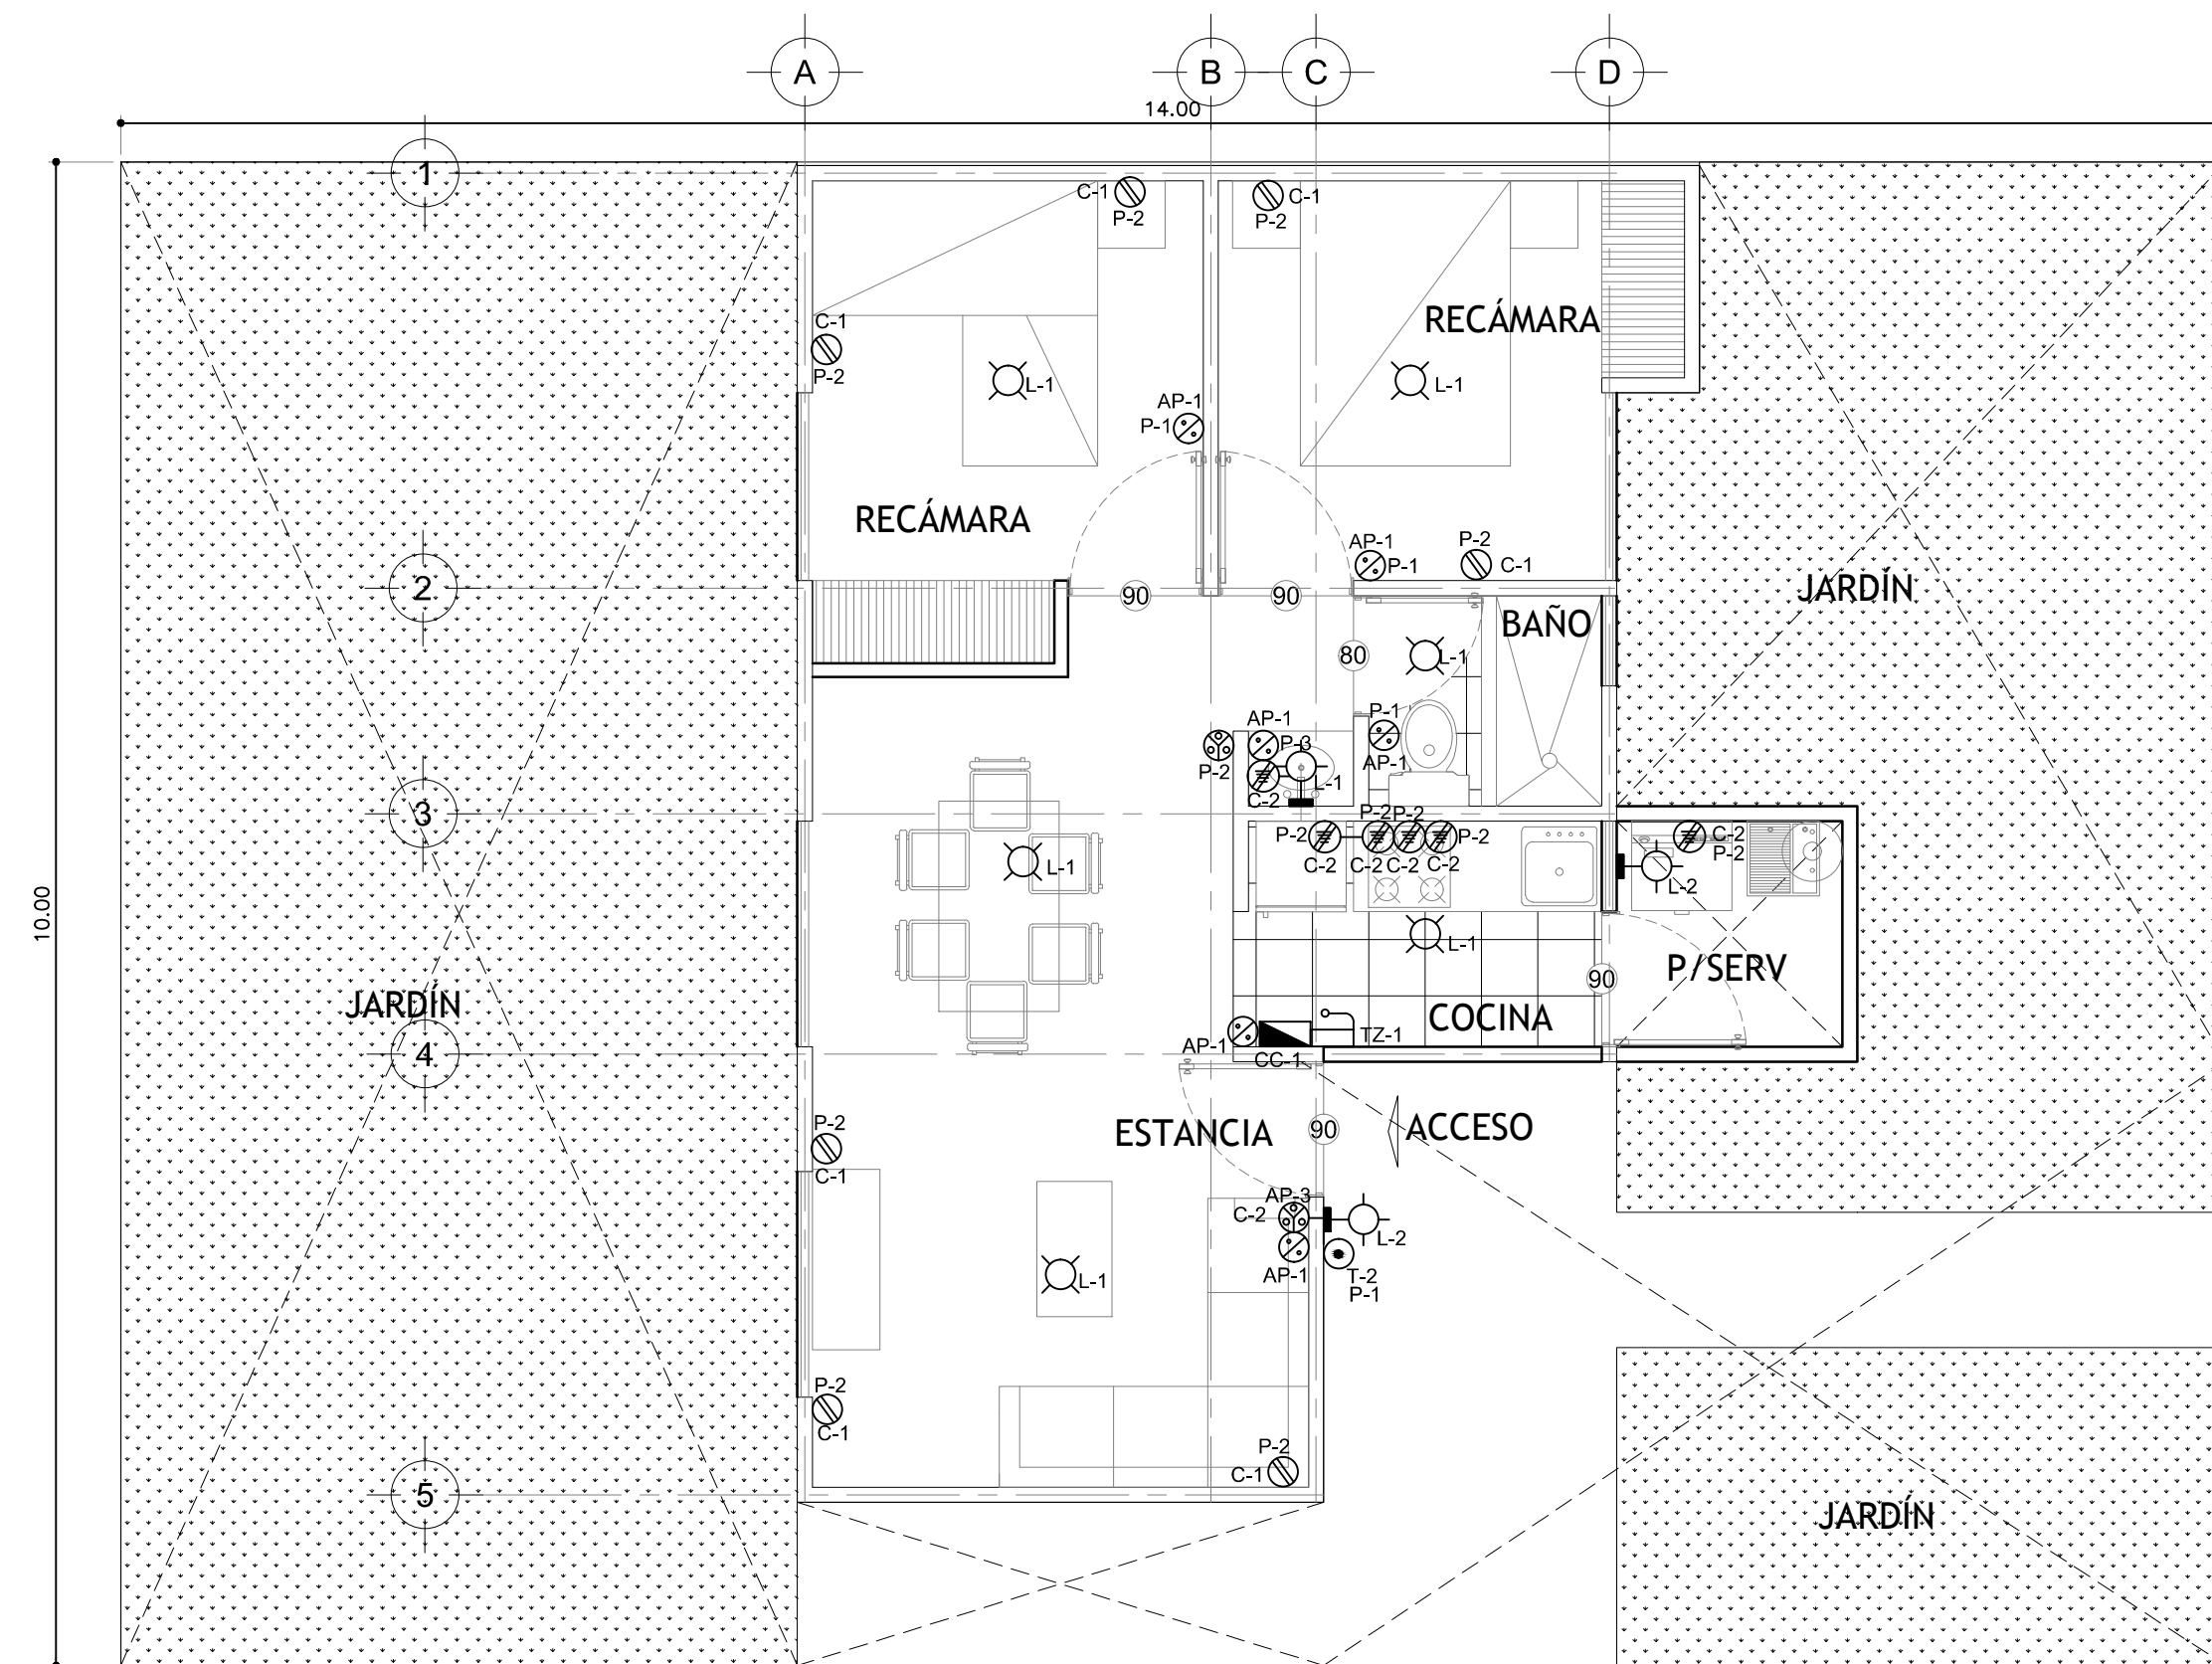 A
B
C
D
14.00
10.00
1
2
3
4
5
C-1
P-2
C-1
P-2
RECÁMARA
C-1
P-2
L-1
L-1
AP-1
P-1
RECÁMARA
AP-1
P-1
P-2
C-1
90
90
JARDÍN
BAÑO
80
L-1
P-1
AP-1
AP-1
P-3
P-2
L-1
C-2
P-2
P-2
P-2
P-2
C-2
C-2
C-2
C-2
C-2
P-2
L-1
L-2
L-1
P/SERV
90
JARDÍN
COCINA
TZ-1
AP-1
CC-1
P-2
C-1
ESTANCIA
90
ACCESO
AP-3
C-2
L-2
AP-1
T-2
P-1
L-1
P-2
C-1
P-2
C-1
JARDÍN